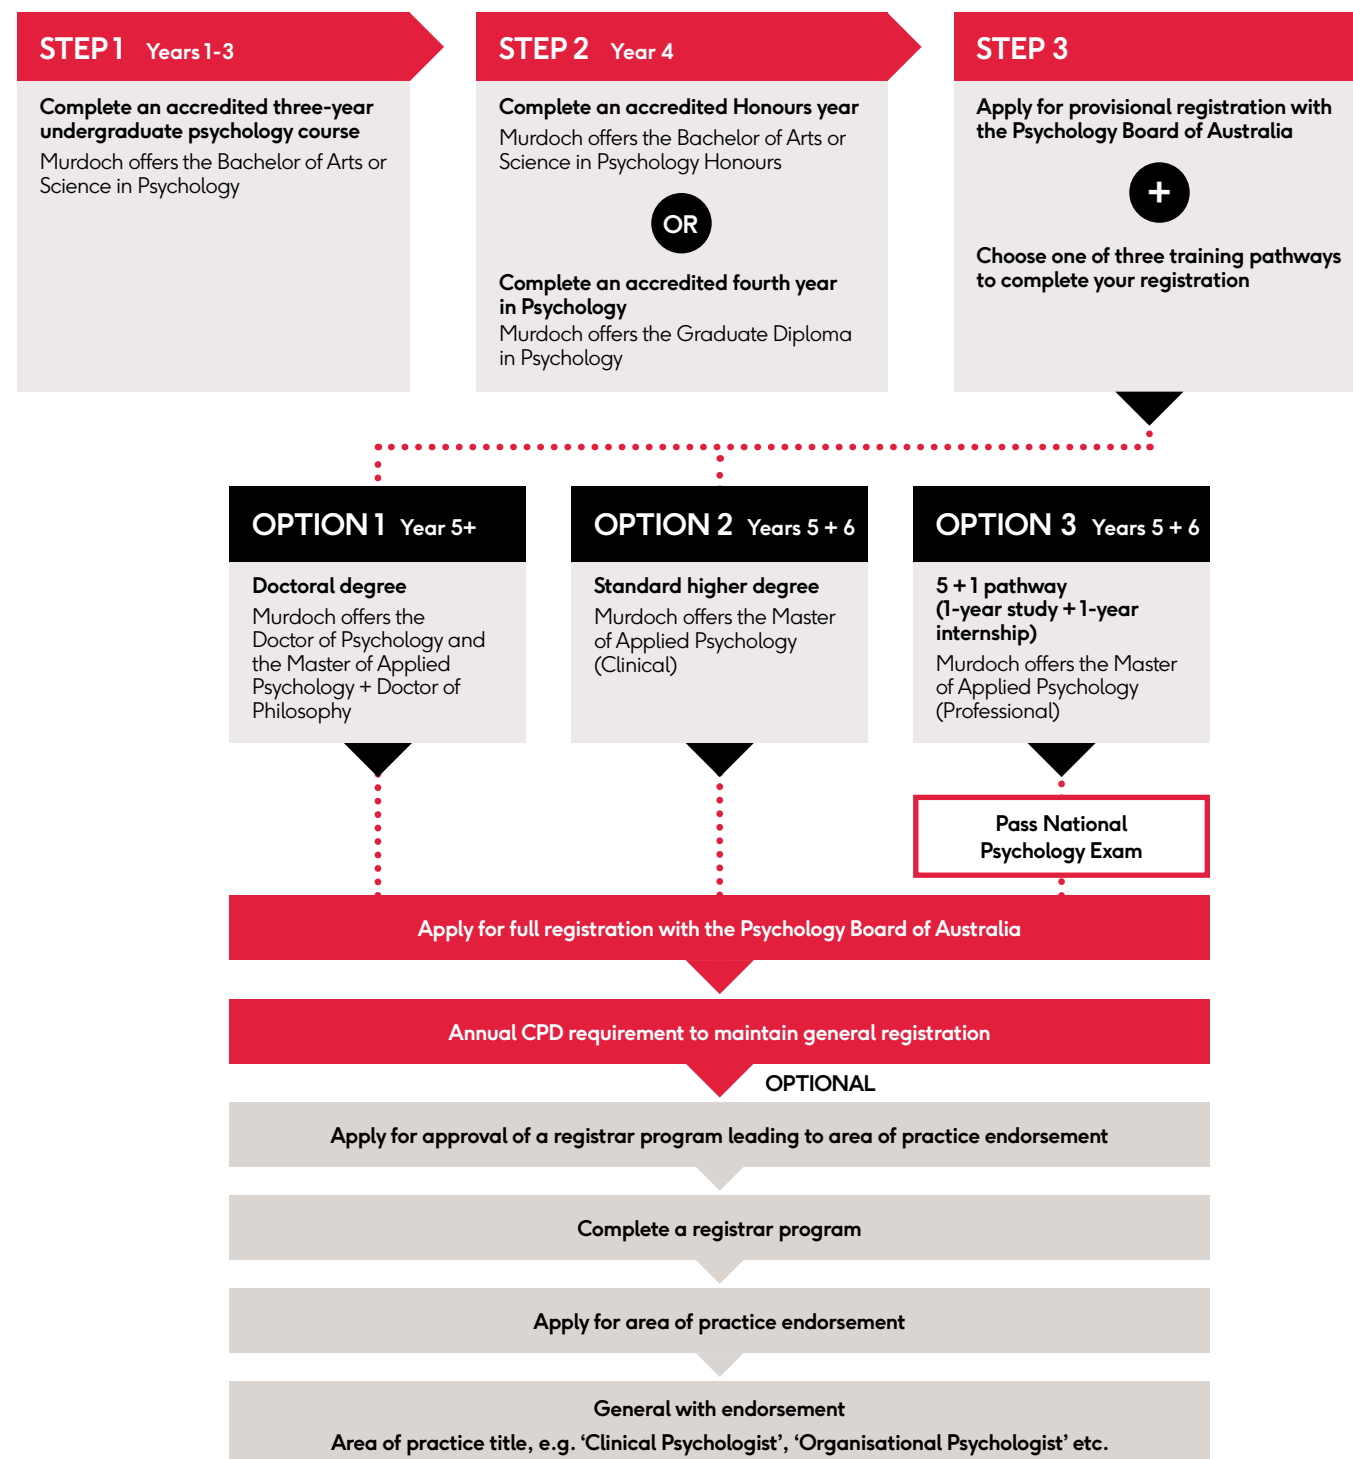 STEP 1 Years 1-3
Complete an accredited three-year
undergraduate psychology course
Murdoch offers the Bachelor of Arts or
Science in Psychology
STEP 2 Year 4
Complete an accredited Honours year
Murdoch offers the Bachelor of Arts or
Science in Psychology Honours
OR
Complete an accredited fourth year
in Psychology
Murdoch offers the Graduate Diploma
in Psychology
STEP 3
Apply for provisional registration with
the Psychology Board of Australia
+
Choose one of three training pathways
to complete your registration
OPTION 1 Year 5+
Doctoral degree
Murdoch offers the
Doctor of Psychology and
the Master of Applied
Psychology + Doctor of
Philosophy
OPTION 2 Years 5 + 6
Standard higher degree
Murdoch offers the Master
of Applied Psychology
(Clinical)
OPTION 3 Years 5 + 6
5 + 1 pathway
(1-year study + 1-year
internship)
Murdoch offers the Master
of Applied Psychology
(Professional)
Pass National
Psychology Exam
Apply for full registration with the Psychology Board of Australia
Annual CPD requirement to maintain general registration
OPTIONAL
Apply for approval of a registrar program leading to area of practice endorsement
Complete a registrar program
Apply for area of practice endorsement
General with endorsement
Area of practice title, e.g. ‘Clinical Psychologist’, ‘Organisational Psychologist’ etc.